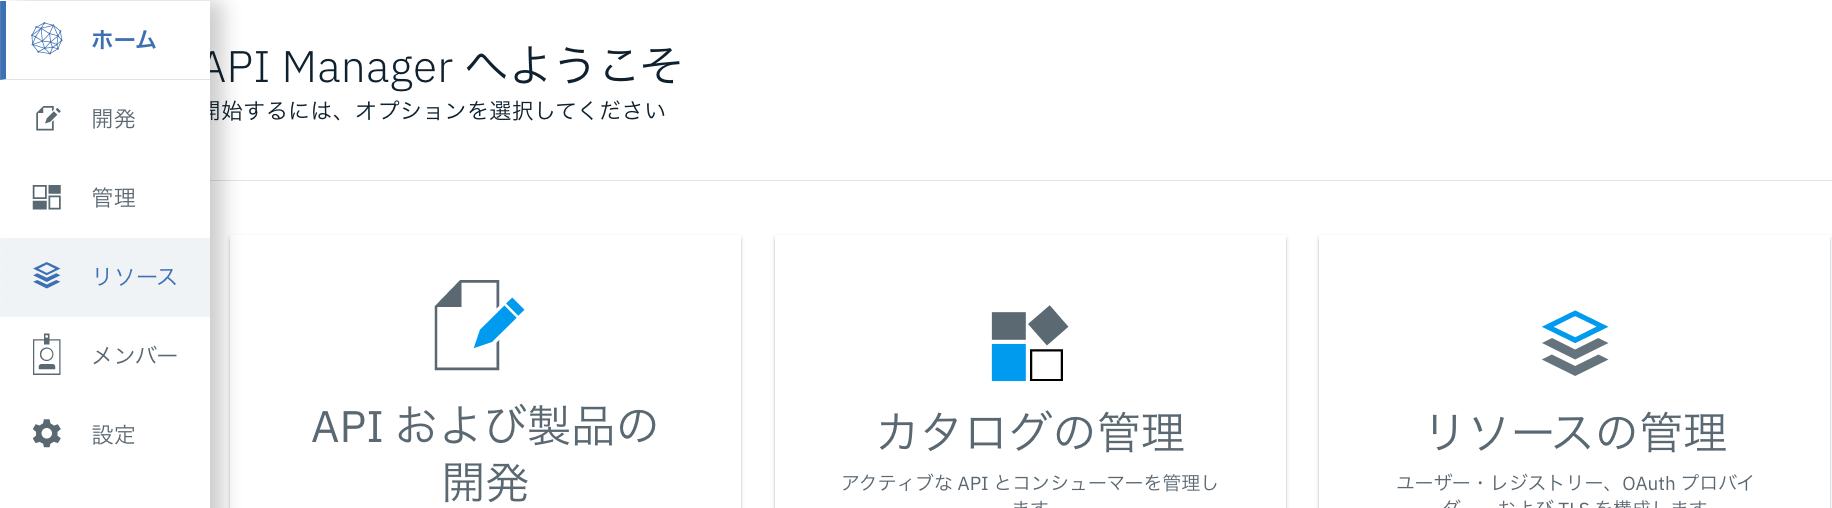 ホーム
開発
管理
リソース
メンバー
設定
API Manager へようこそ
開始するには、オプションを選択してください
API および製品の
開発
カタログの管理
アクティブな API とコンシューマーを管理し
ます。
リソースの管理
ユーザー・レジストリー、OAuth プロバイ
ダー、および TLS を構成します。